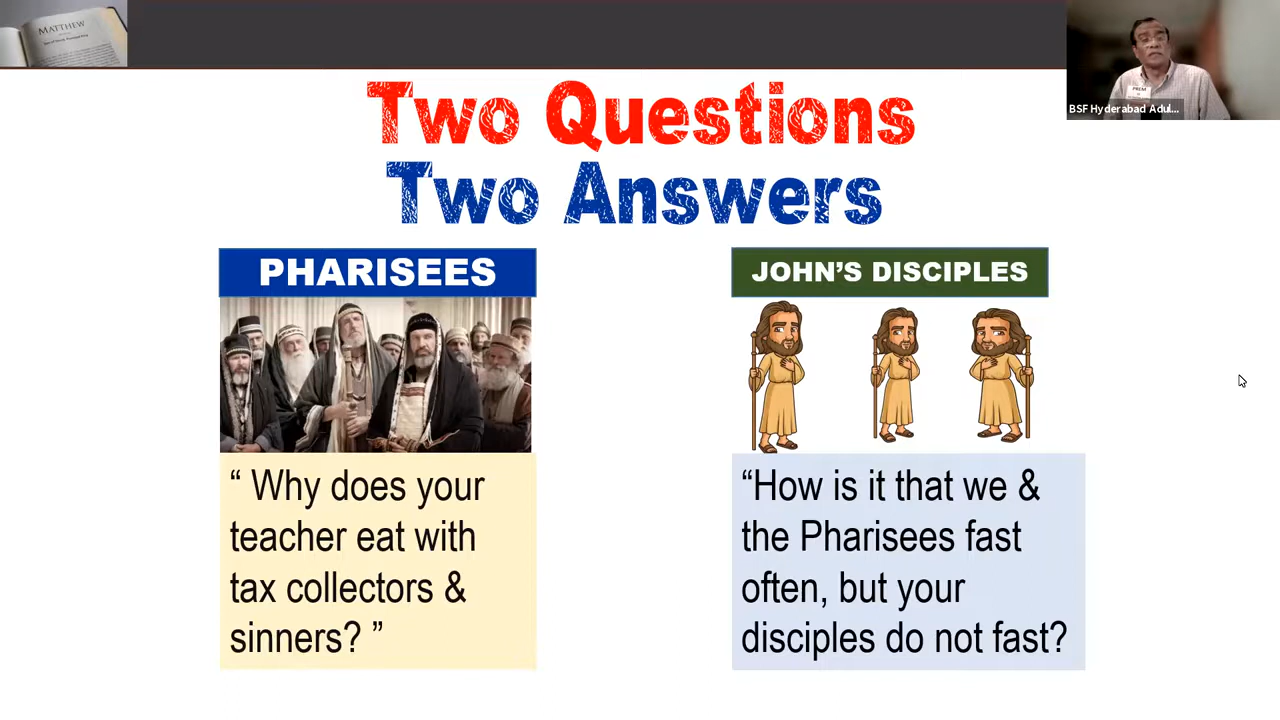 MATTHEW
PREM
BSF Hyderabad Adul...
Two Questions
Two Answers
PHARISEES
JOHN’S DISCIPLES
“ Why does your
teacher eat with
tax collectors &
sinners? ”
“How is it that we &
the Pharisees fast
often, but your
disciples do not fast?